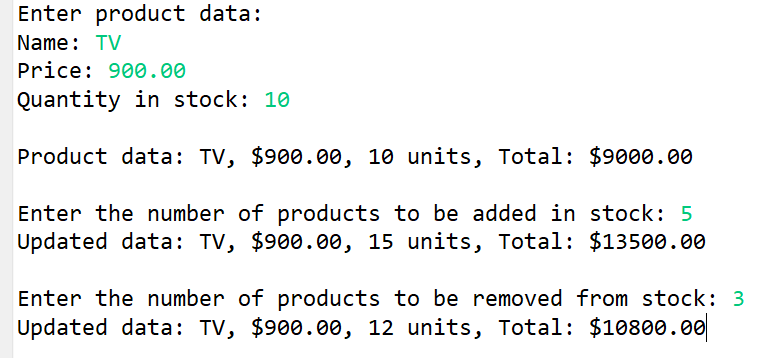 Enter product data:
Name: TV
Price: 900.00
Quantity in stock: 10
Product data: TV, $900.00, 10 units, Total: $9000.00
Enter the number of products to be added in stock: 5
Updated data: TV, $900.00, 15 units, Total: $13500.00
Enter the number of products to be removed from stock: 3
Updated data: TV, $900.00, 12 units, Total: $10800.00